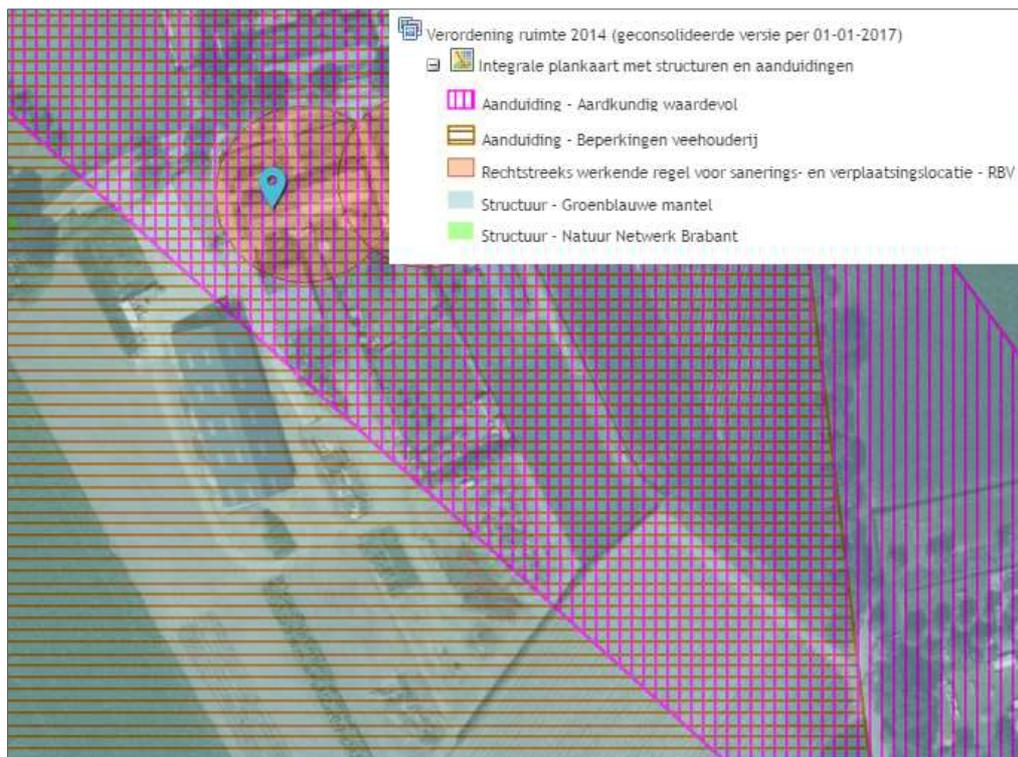 Verordening ruimte 2014 (geconsolideerde versie per 01-01-2017)
Integrale plankaart met structuren en aanduidingen
Aanduiding - Aardkundig waardevol
Aanduiding - Beperkingen veehouderij
Rechtstreeks werkende regel voor sanerings- en verplaatsingslocatie - RBV
Structuur - Groenblauwe mantel
Structuur - Natuur Netwerk Brabant